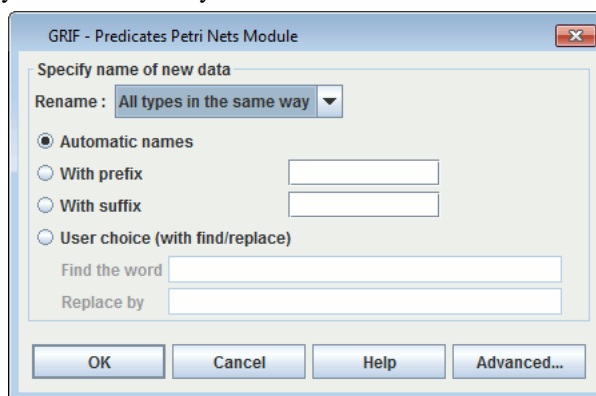 GRIF - Predicates Petri Nets Module
Specify name of new data
Rename : All types in the same way
Automatic names
With prefix
With suffix
User choice (with find/replace)
Find the word
Replace by
OK Cancel Help Advanced...